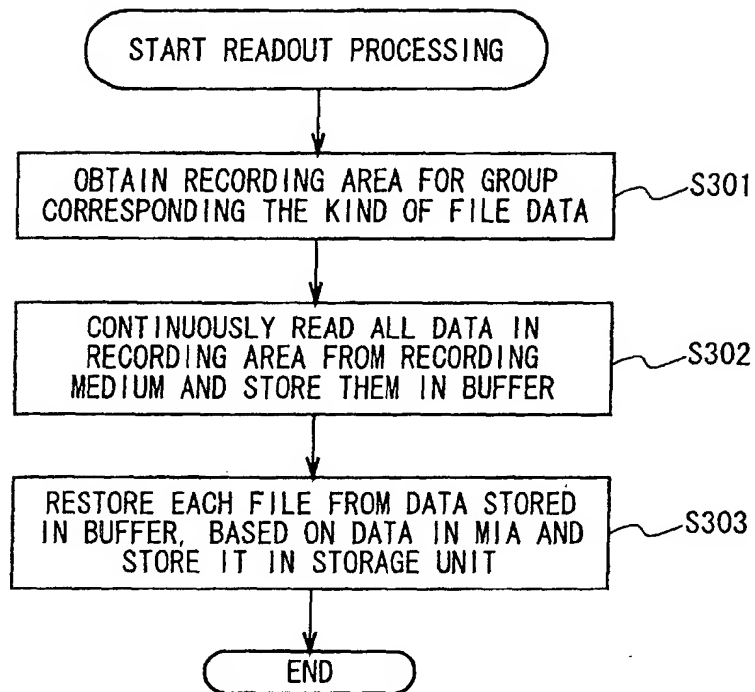 START READOUT PROCESSING
OBTAIN RECORDING AREA FOR GROUP
CORRESPONDING THE KIND OF FILE DATA
S301
CONTINUOUSLY READ ALL DATA IN
RECORDING AREA FROM RECORDING
MEDIUM AND STORE THEM IN BUFFER
S302
RESTORE EACH FILE FROM DATA STORED
IN BUFFER, BASED ON DATA IN MIA AND
STORE IT IN STORAGE UNIT
S303
END